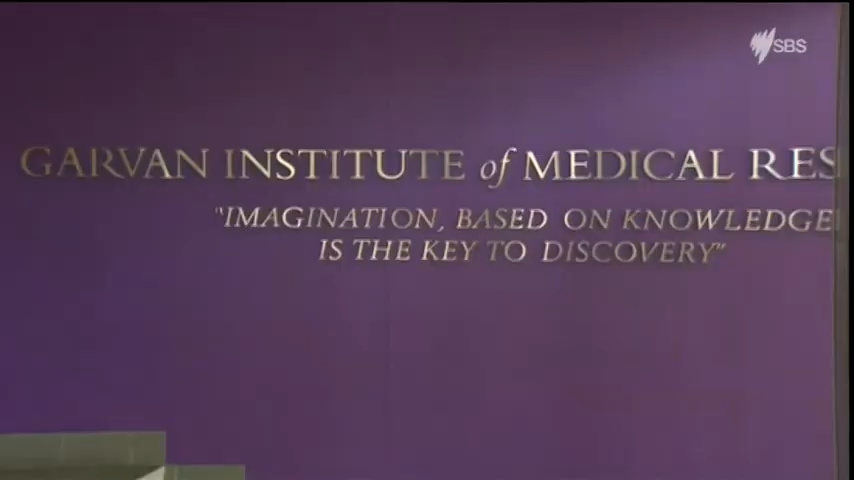 SBS
GARVAN INSTITUTE of MEDICAL RES
"IMAGINATION, BASED ON KNOWLEDGE
IS THE KEY TO DISCOVERY"